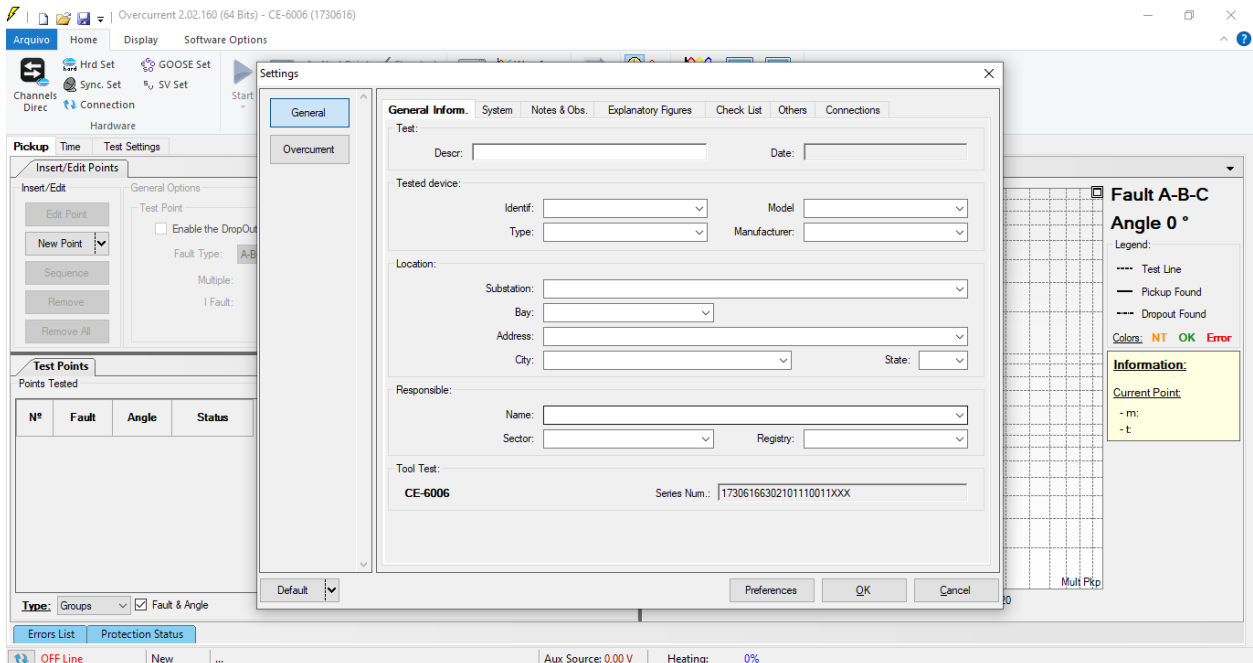 Overcurrent 2.02.160 (64 Bits) - CE-6006 (1730616)
Arquivo Home Display Software Options
Hrd Set GOOSE Set
Sync. Set SV Set
Channels Direc
Connection
Start
Hardware
Pickup Time Test Settings
Insert/Edit Points
Insert/Edit General Options
Edit Point
Test Point
Enable the DropOut
New Point
Fault Type: A-B
Sequence
Multiple:
Remove
I Fault:
Remove All
Test Points
Points Tested
Nº Fault Angle Status
Type: Groups Fault & Angle
Errors List Protection Status
OFF Line New ... Aux Source: 0.00 V Heating: 0%
Settings
General
Overcurrent
General Inform. System Notes & Obs. Explanatory Figures Check List Others Connections
Test:
Descr: Date:
Tested device:
Identif: Model
Type: Manufacturer:
Location:
Substation:
Bay:
Address:
City: State:
Responsible:
Name:
Sector: Registry:
Tool Test:
CE-6006 Series Num.: 17306166302101110011XXX
Default Preferences OK Cancel
Fault A-B-C
Angle 0 °
Legend:
Test Line
Pickup Found
Dropout Found
Colors: NT OK Error
Information:
Current Point:
- m:
- t:
Mult Pkp